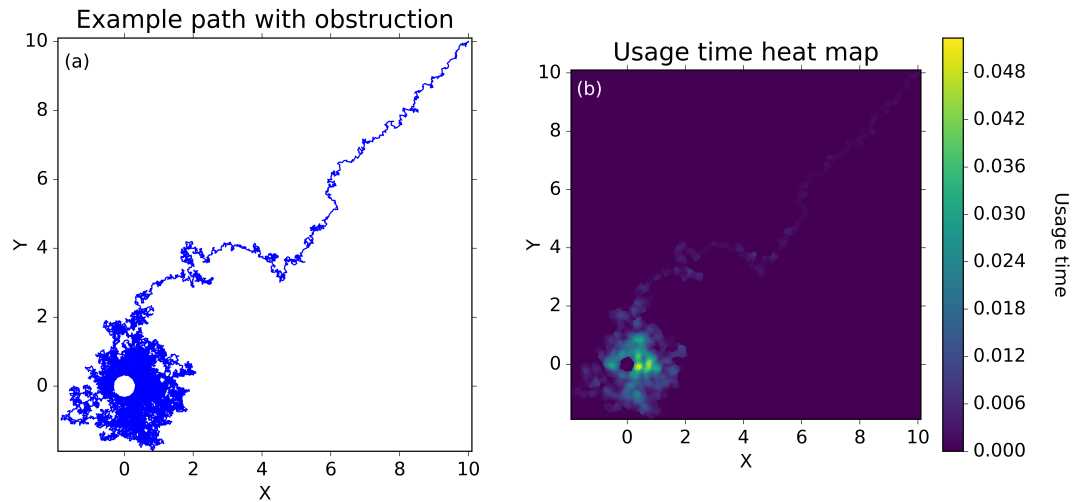 Example path with obstruction
(a)
10
8
6
4
2
0
Y
0 2 4 6 8 10
X
Usage time heat map
(b)
10
8
6
4
2
0
Y
0 2 4 6 8 10
X
0.048
0.042
0.036
0.030
0.024
0.018
0.012
0.006
0.000
Usage time